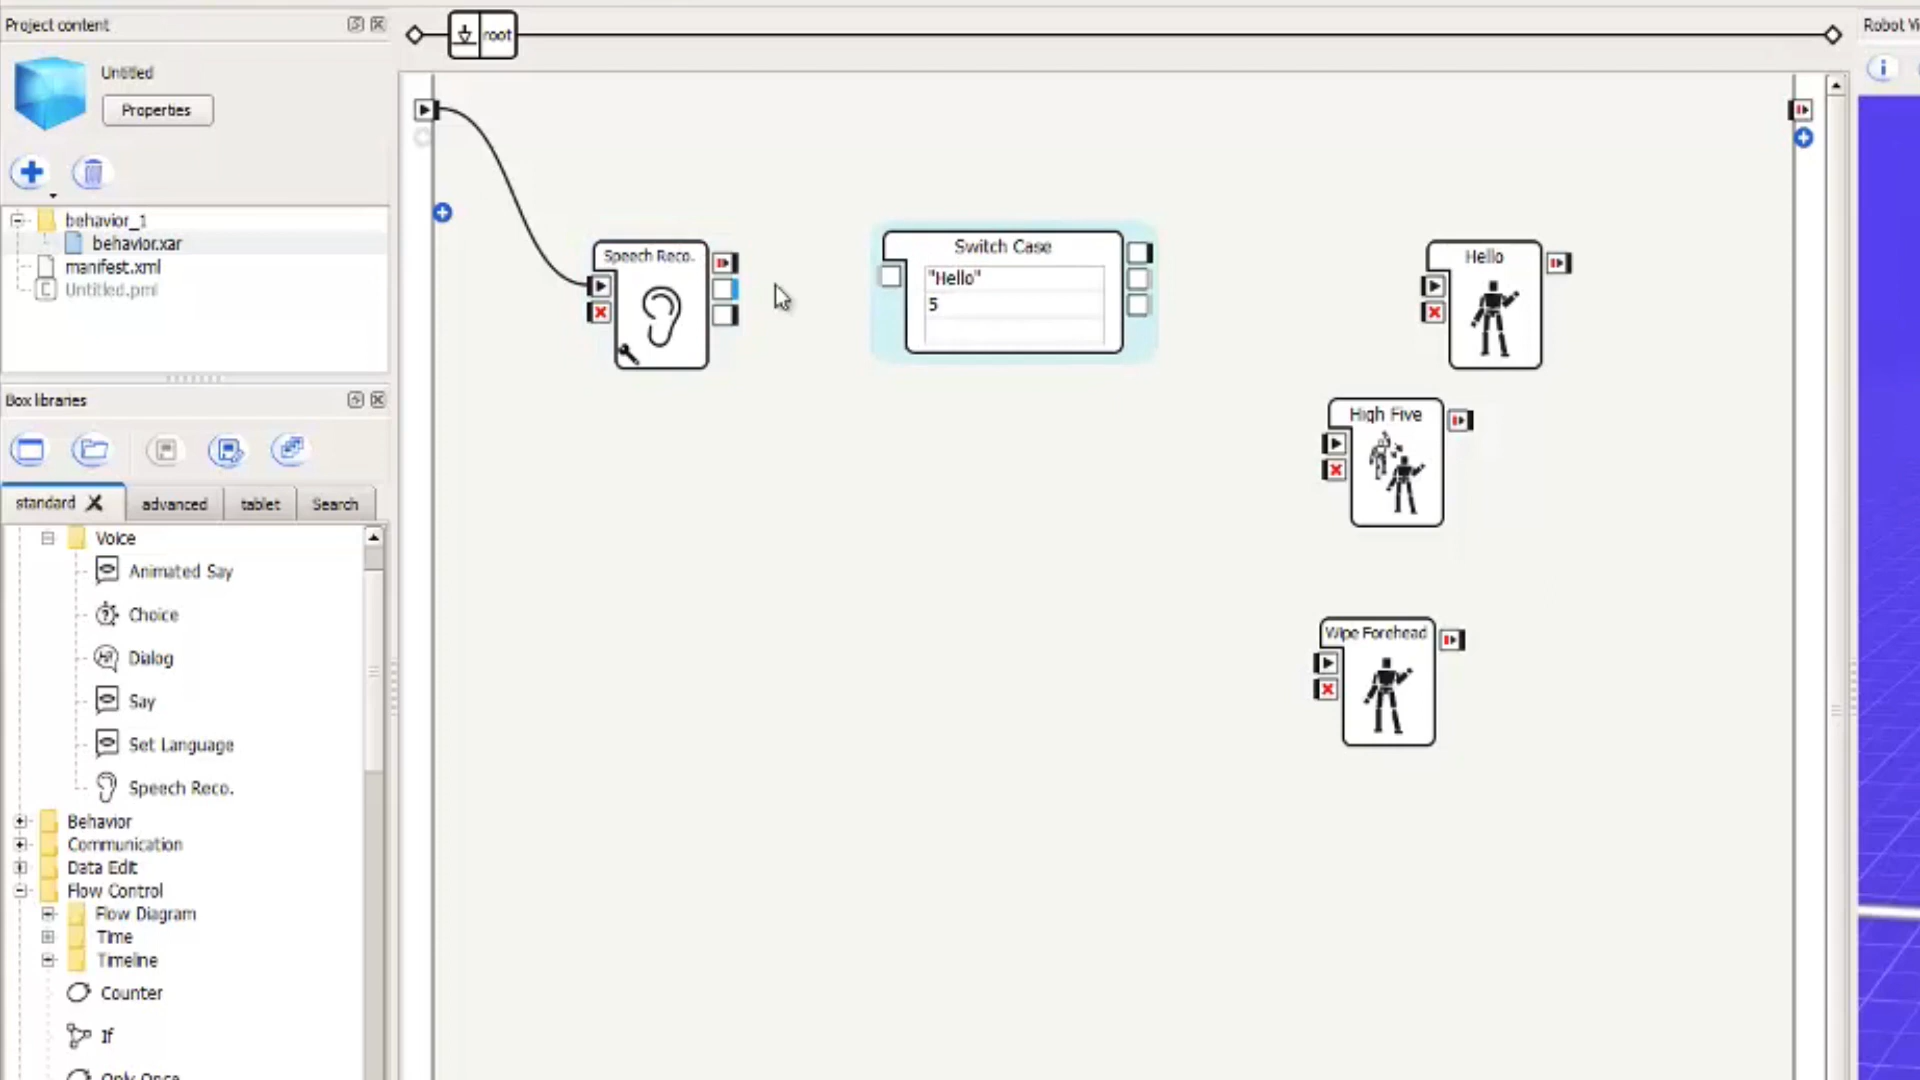 Project content
root
Robot Vi
Untitled
Properties
behavior_1
behavior.xar
manifest.xml
Untitled.pml
Speech Reco.
Switch Case
"Hello"
5
Hello
High Five
Wipe Forehead
Box libraries
standard
advanced
tablet
Search
Voice
Animated Say
Choice
Dialog
Say
Set Language
Speech Reco.
Behavior
Communication
Data Edit
Flow Control
Flow Diagram
Time
Timeline
Counter
If
Only Once